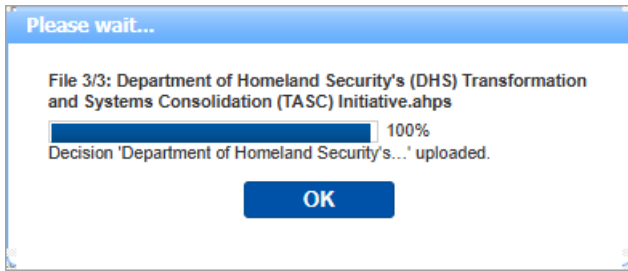 Please wait...
File 3/3: Department of Homeland Security's (DHS) Transformation
and Systems Consolidation (TASC) Initiative.ahps
100%
Decision 'Department of Homeland Security's...' uploaded.
OK